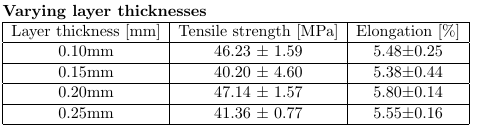 Varying layer thicknesses
Layer thickness [mm] Tensile strength [MPa] Elongation [%]
0.10mm 46.23 ± 1.59 5.48±0.25
0.15mm 40.20 ± 4.60 5.38±0.44
0.20mm 47.14 ± 1.57 5.80±0.14
0.25mm 41.36 ± 0.77 5.55±0.16